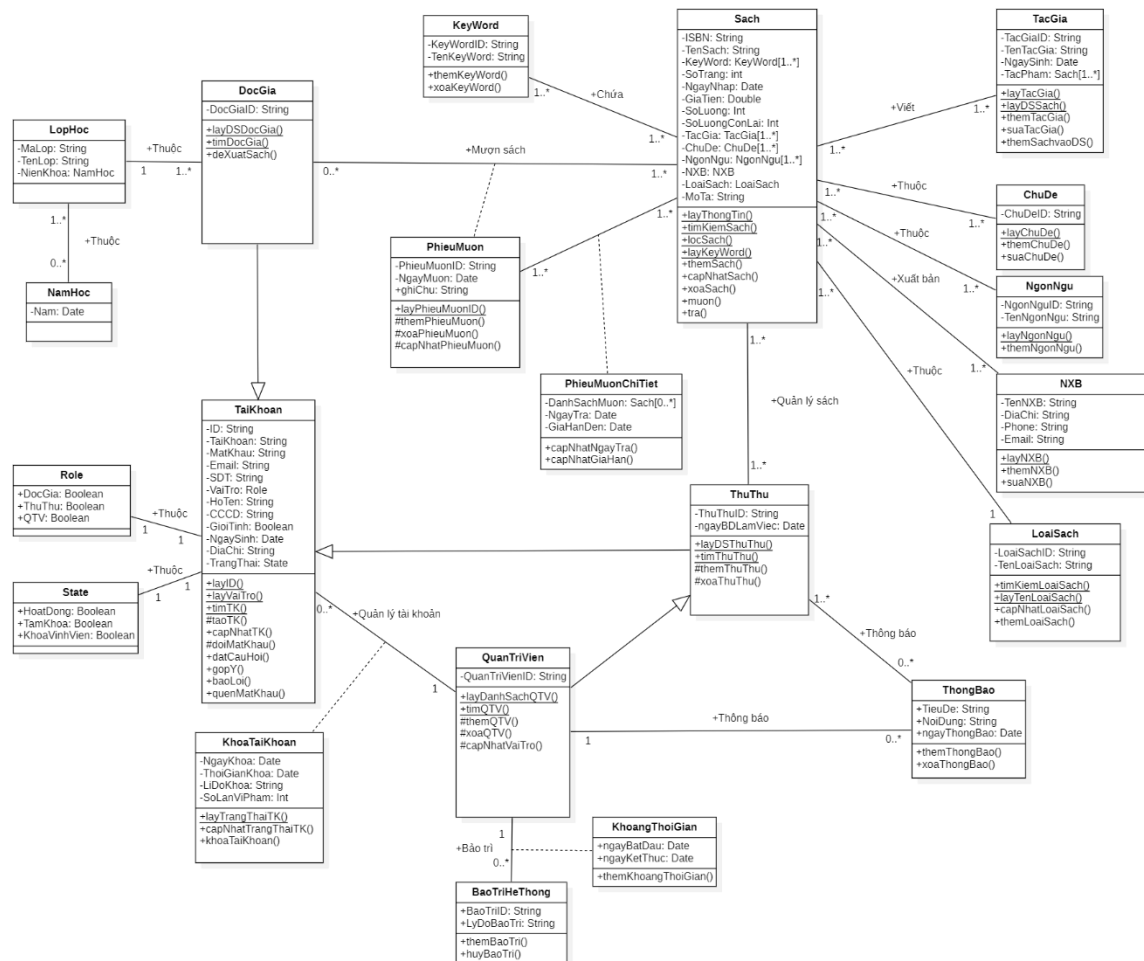 KeyWord
-KeyWordID: String
-TenKeyWord: String
+themKeyWord()
+xoaKeyWord()
Sach
-ISBN: String
-TenSach: String
-KeyWord: KeyWord[1..*]
-SoTrang: int
-NgayNhap: Date
-GiaTien: Double
-SoLuong: Int
-SoLuongConLai: Int
-TacGia: TacGia[1..*]
-ChuDe: ChuDe[1..*]
-NgonNgu: NgonNgu[1..*]
-NXB: NXB
-LoaiSach: LoaiSach
-MoTa: String
+layThongTin()
+timKiemSach()
+locSach()
+layKeyWord()
+themSach()
+capNhatSach()
+xoaSach()
+muon()
+tra()
TacGia
-TacGiaID: String
-TenTacGia: String
-NgaySinh: Date
-TacPham: Sach[1..*]
+layTacGia()
+layDSSach()
+themTacGia()
+suaTacGia()
+themSachvaoDS()
DocGia
-DocGiaID: String
+layDSDocGia()
+timDocGia()
+deXuatSach()
LopHoc
-MaLop: String
-TenLop: String
-NienKhoa: NamHoc
+Thuộc
1
1..*
+Chứa
1..*
1..*
+Viết
1..*
1..*
+Mượn sách
0..*
1..*
ChuDe
-ChuDeID: String
+layChuDe()
+themChuDe()
+suaChuDe()
+Thuộc
1..*
1..*
1..*
+Thuộc
0..*
NamHoc
-Nam: Date
PhieuMuon
-PhieuMuonID: String
-NgayMuon: Date
+ghiChu: String
+layPhieuMuonID()
#themPhieuMuon()
#xoaPhieuMuon()
#capNhatPhieuMuon()
1..*
1..*
NgonNgu
-NgonNguID: String
-TenNgonNgu: String
+layNgonNgu()
+themNgonNgu()
+Thuộc
1..*
1..*
+Xuất bản
1..*
1..*
NXB
-TenNXB: String
-DiaChi: String
-Phone: String
-Email: String
+layNXB()
+themNXB()
+suaNXB()
+Thuộc
1..*
1
PhieuMuonChiTiet
-DanhSachMuon: Sach[0..*]
-NgayTra: Date
-GiaHanDen: Date
+capNhatNgayTra()
+capNhatGiaHan()
1..*
+Quản lý sách
1..*
TaiKhoan
-ID: String
-TaiKhoan: String
-MatKhau: String
-Email: String
-SDT: String
-VaiTro: Role
-HoTen: String
-CCCD: String
-GioiTinh: Boolean
-NgaySinh: Date
-DiaChi: String
-TrangThai: State
+layID()
+layVaiTro()
+timTK()
#taoTK()
+capNhatTK()
#doiMatKhau()
+datCauHoi()
+gopY()
+baoLoi()
+quenMatKhau()
Role
+DocGia: Boolean
+ThuThu: Boolean
+QTV: Boolean
+Thuộc
1
1
State
+HoatDong: Boolean
+TamKhoa: Boolean
+KhoaVinhVien: Boolean
+Thuộc
1
1
ThuThu
-ThuThuID: String
-ngayBDLamViec: Date
+layDSThuThu()
+timThuThu()
#themThuThu()
#xoaThuThu()
LoaiSach
-LoaiSachID: String
-TenLoaiSach: String
+timKiemLoaiSach()
+layTenLoaiSach()
+capNhatLoaiSach()
+themLoaiSach()
0..*
+Quản lý tài khoản
1
1..*
+Thông báo
0..*
QuanTriVien
-QuanTriVienID: String
+layDanhSachQTV()
+timQTV()
#themQTV()
#xoaQTV()
#capNhatVaiTro()
+Thông báo
1
0..*
ThongBao
+TieuDe: String
+NoiDung: String
+ngayThongBao: Date
+themThongBao()
+xoaThongBao()
KhoaTaiKhoan
-NgayKhoa: Date
-ThoiGianKhoa: Date
-LiDoKhoa: String
-SoLanViPham: Int
+layTrangThaiTK()
+capNhatTrangThaiTK()
+khoaTaiKhoan()
1
+Bảo trì
0..*
KhoangThoiGian
+ngayBatDau: Date
+ngayKetThuc: Date
+themKhoangThoiGian()
BaoTriHeThong
+BaoTriID: String
+LyDoBaoTri: String
+themBaoTri()
+huyBaoTri()